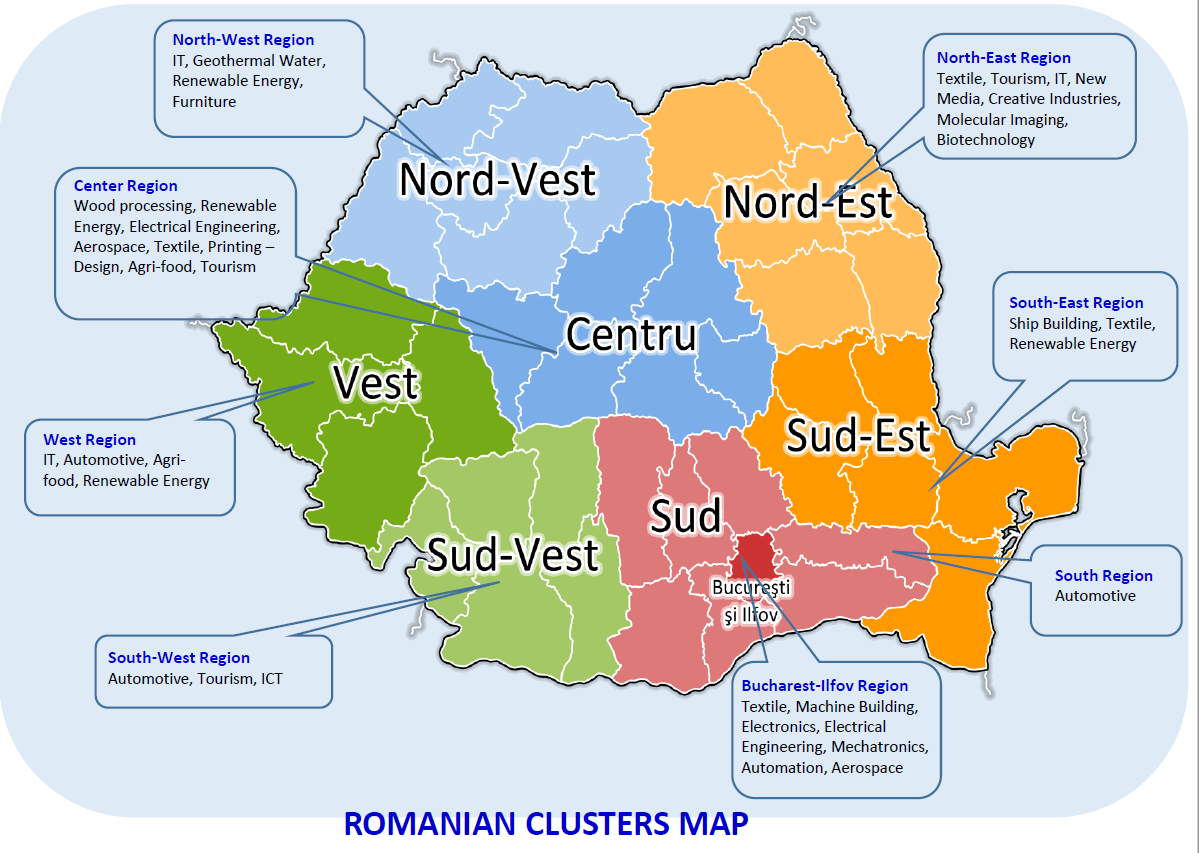 North-West Region
IT, Geothermal Water,
Renewable Energy,
Furniture
North-East Region
Textile, Tourism, IT, New
Media, Creative Industries,
Molecular Imaging,
Biotechnology
Center Region
Wood processing, Renewable
Energy, Electrical Engineering,
Aerospace, Textile, Printing –
Design, Agri-food, Tourism
Nord-Vest
Nord-Est
South-East Region
Ship Building, Textile,
Renewable Energy
Centru
Vest
West Region
IT, Automotive, Agri-
food, Renewable Energy
Sud-Est
Sud
Sud-Vest
Bucureşti
şi Ilfov
South Region
Automotive
South-West Region
Automotive, Tourism, ICT
Bucharest-Ilfov Region
Textile, Machine Building,
Electronics, Electrical
Engineering, Mechatronics,
Automation, Aerospace
ROMANIAN CLUSTERS MAP